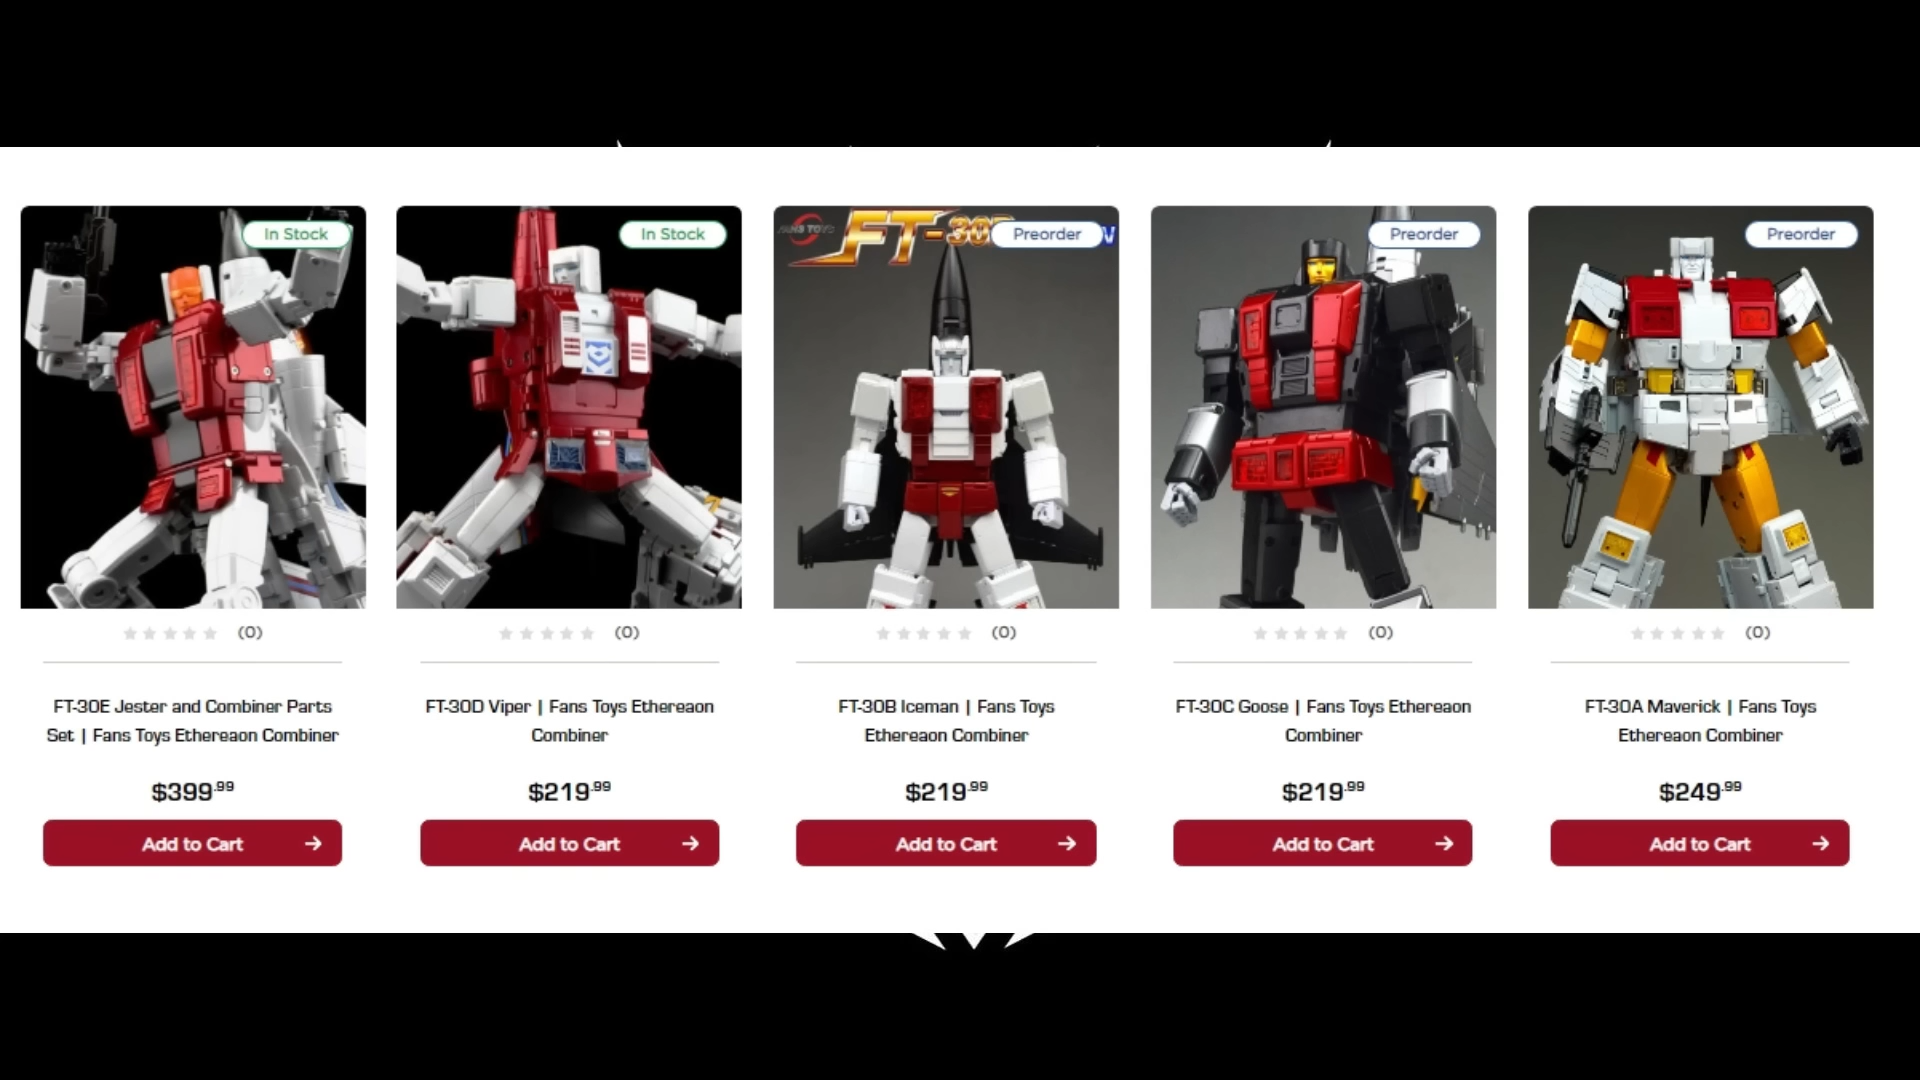 In Stock
In Stock
FANS TOYS
FT-30
Preorder
Preorder
Preorder
(0)
(0)
(0)
(0)
(0)
FT-30E Jester and Combiner Parts
Set | Fans Toys Ethereaon Combiner
FT-30D Viper | Fans Toys Ethereaon
Combiner
FT-30B Iceman | Fans Toys
Ethereaon Combiner
FT-30C Goose | Fans Toys Ethereaon
Combiner
FT-30A Maverick | Fans Toys
Ethereaon Combiner
$399.99
$219.99
$219.99
$219.99
$249.99
Add to Cart →
Add to Cart →
Add to Cart →
Add to Cart →
Add to Cart →